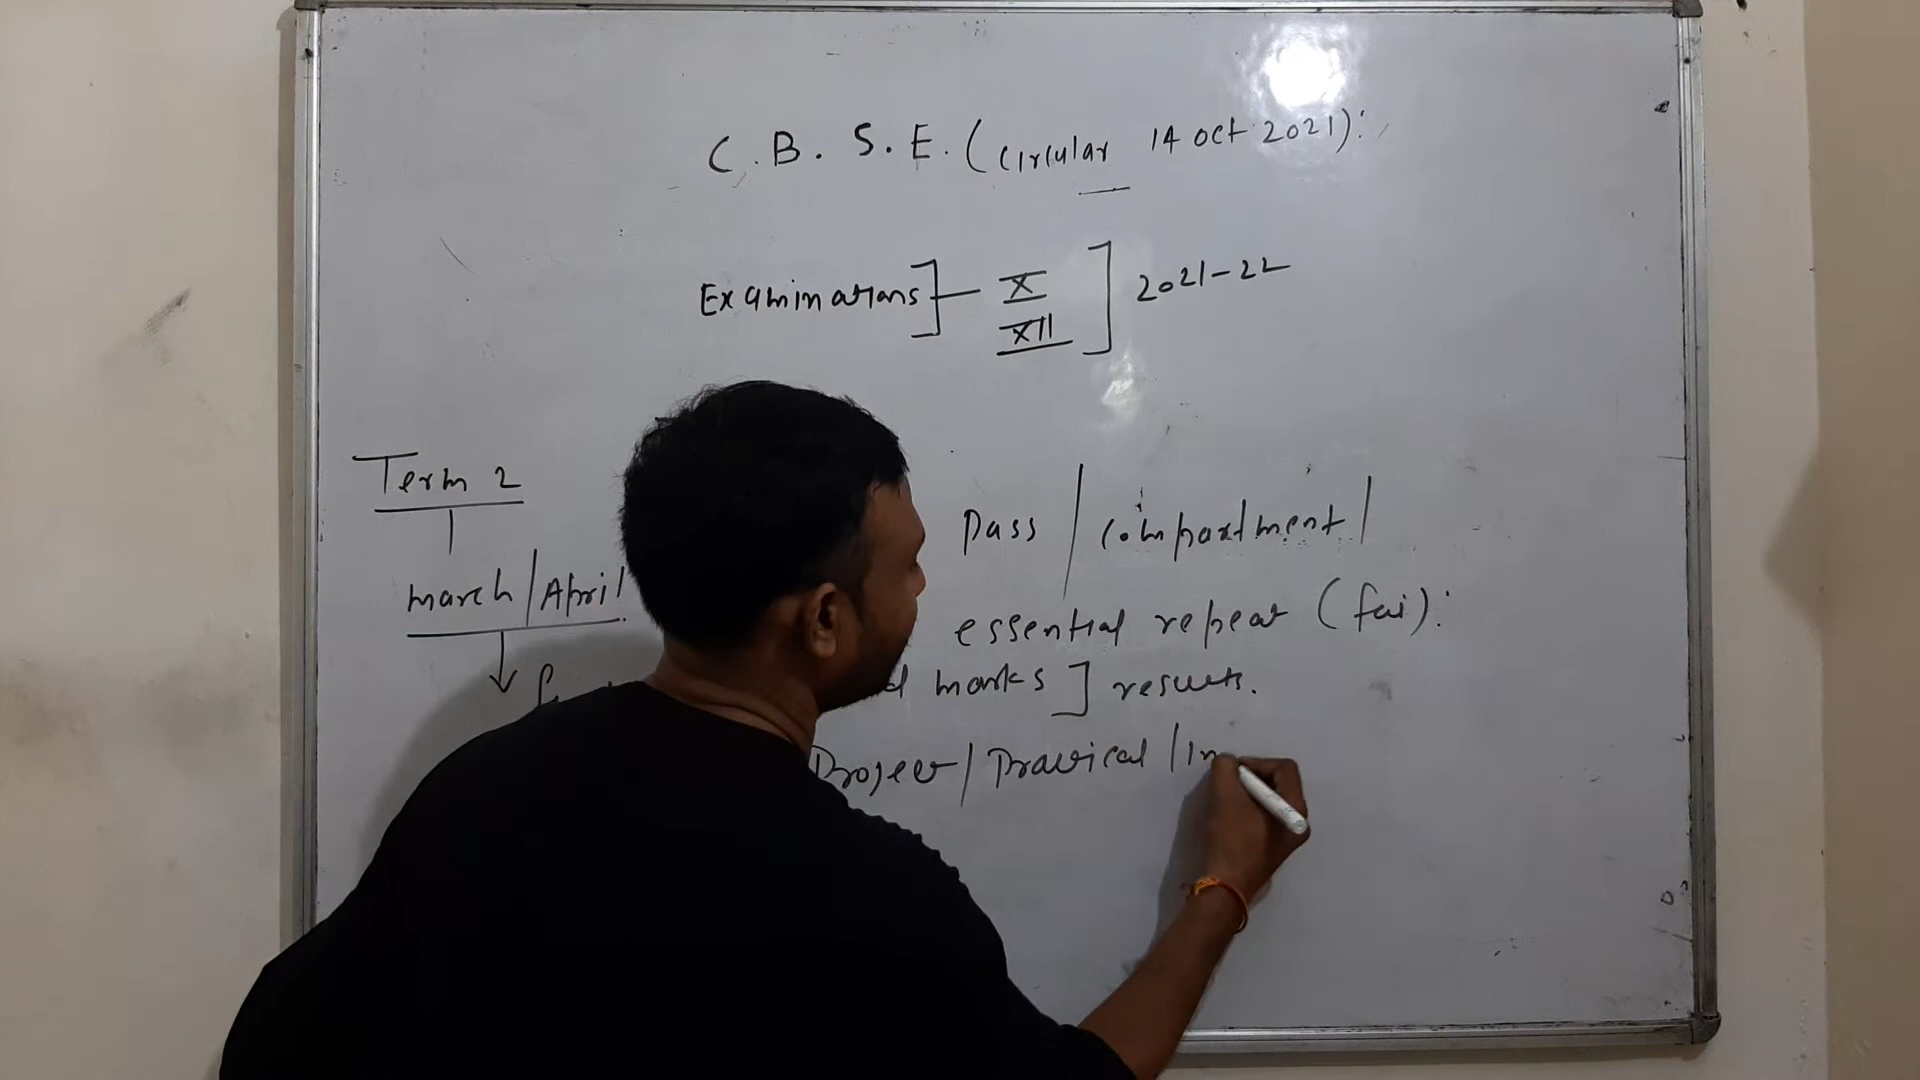 C.B.S.E. (circular 14 oct 2021):
Examinations] - X ] 2021-22
XII
Term 2
march/April
pass / compartment /
essential repeat (fai):
marks ] results.
Project / Practical / In